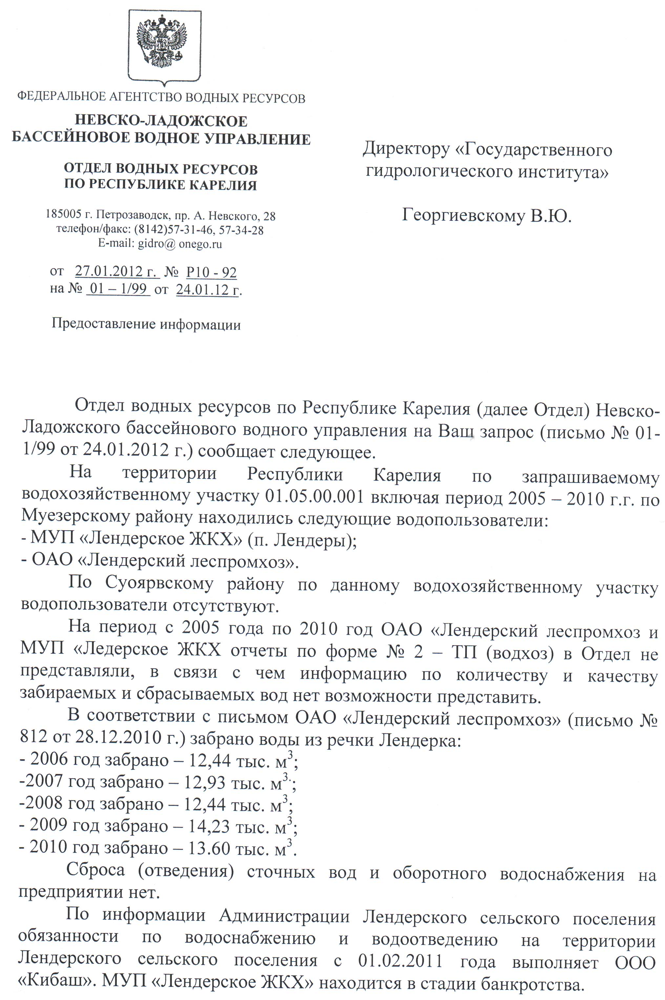 ФЕДЕРАЛЬНОЕ АГЕНТСТВО ВОДНЫХ РЕСУРСОВ
НЕВСКО-ЛАДОЖСКОЕ
БАССЕЙНОВОЕ ВОДНОЕ УПРАВЛЕНИЕ
ОТДЕЛ ВОДНЫХ РЕСУРСОВ
ПО РЕСПУБЛИКЕ КАРЕЛИЯ
185005 г. Петрозаводск, пр. А. Невского, 28
телефон/факс: (8142)57-31-46, 57-34-28
E-mail: gidro@ onego.ru
от 27.01.2012 г. № Р10 - 92
на № 01 – 1/99 от 24.01.12 г.
Предоставление информации
Директору «Государственного
гидрологического института»
Георгиевскому В.Ю.
Отдел водных ресурсов по Республике Карелия (далее Отдел) Невско-
Ладожского бассейнового водного управления на Ваш запрос (письмо № 01-
1/99 от 24.01.2012 г.) сообщает следующее.
На территории Республики Карелия по запрашиваемому
водохозяйственному участку 01.05.00.001 включая период 2005 – 2010 г.г. по
Муезерскому району находились следующие водопользователи:
- МУП «Лендерское ЖКХ» (п. Лендеры);
- ОАО «Лендерский леспромхоз».
По Суоярвскому району по данному водохозяйственному участку
водопользователи отсутствуют.
На период с 2005 года по 2010 год ОАО «Лендерский леспромхоз и
МУП «Ледерское ЖКХ отчеты по форме № 2 – ТП (водхоз) в Отдел не
представляли, в связи с чем информацию по количеству и качеству
забираемых и сбрасываемых вод нет возможности представить.
В соответствии с письмом ОАО «Лендерский леспромхоз» (письмо №
812 от 28.12.2010 г.) забрано воды из речки Лендерка:
- 2006 год забрано – 12,44 тыс. м³;
-2007 год забрано – 12,93 тыс. м³·;
-2008 год забрано – 12,44 тыс. м³;
- 2009 год забрано – 14,23 тыс. м³;
- 2010 год забрано – 13.60 тыс. м³.
Сброса (отведения) сточных вод и оборотного водоснабжения на
предприятии нет.
По информации Администрации Лендерского сельского поселения
обязанности по водоснабжению и водоотведению на территории
Лендерского сельского поселения с 01.02.2011 года выполняет ООО
«Кибаш». МУП «Лендерское ЖКХ» находится в стадии банкротства.